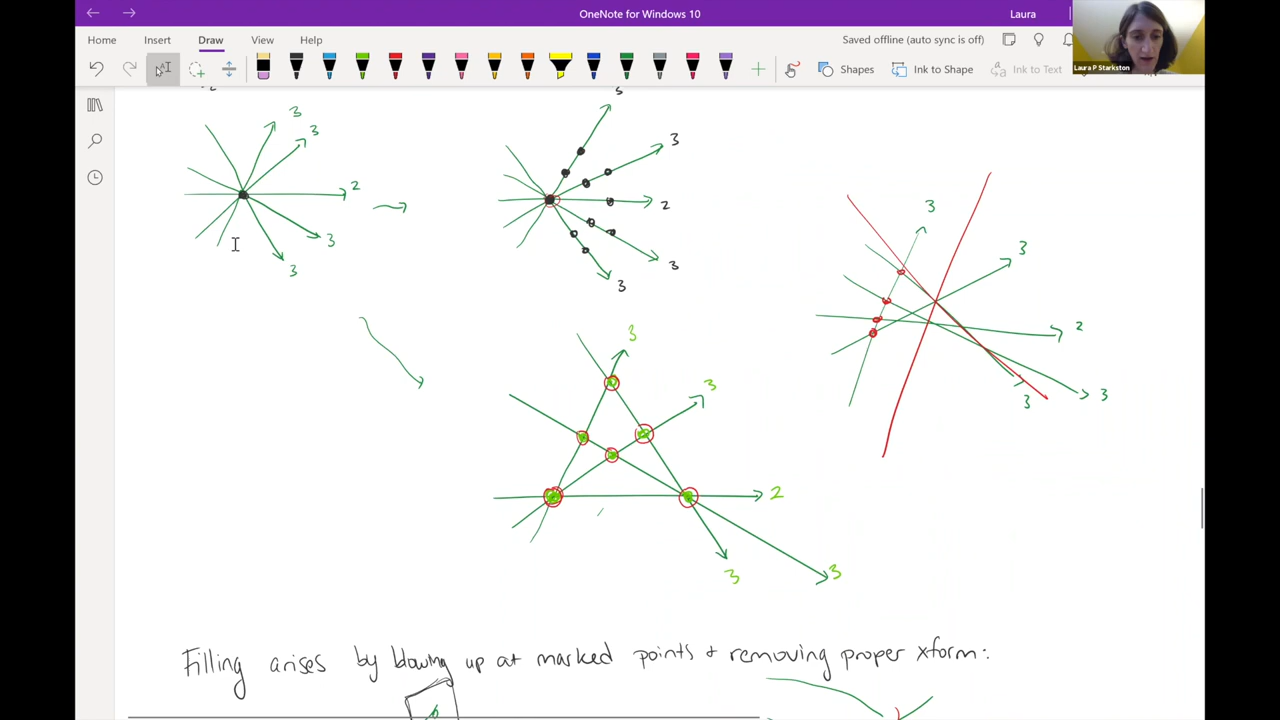 OneNote for Windows 10
Laura
Home
Insert
Draw
View
Help
Saved offline (auto sync is off)
Shapes
Ink to Shape
Ink to Text
Laura P Starkston
3
3
2
3
3
3
2
3
3
3
3
2
3
3
3
3
2
3
3
Filling arises by blowing up at marked points + removing proper xform: